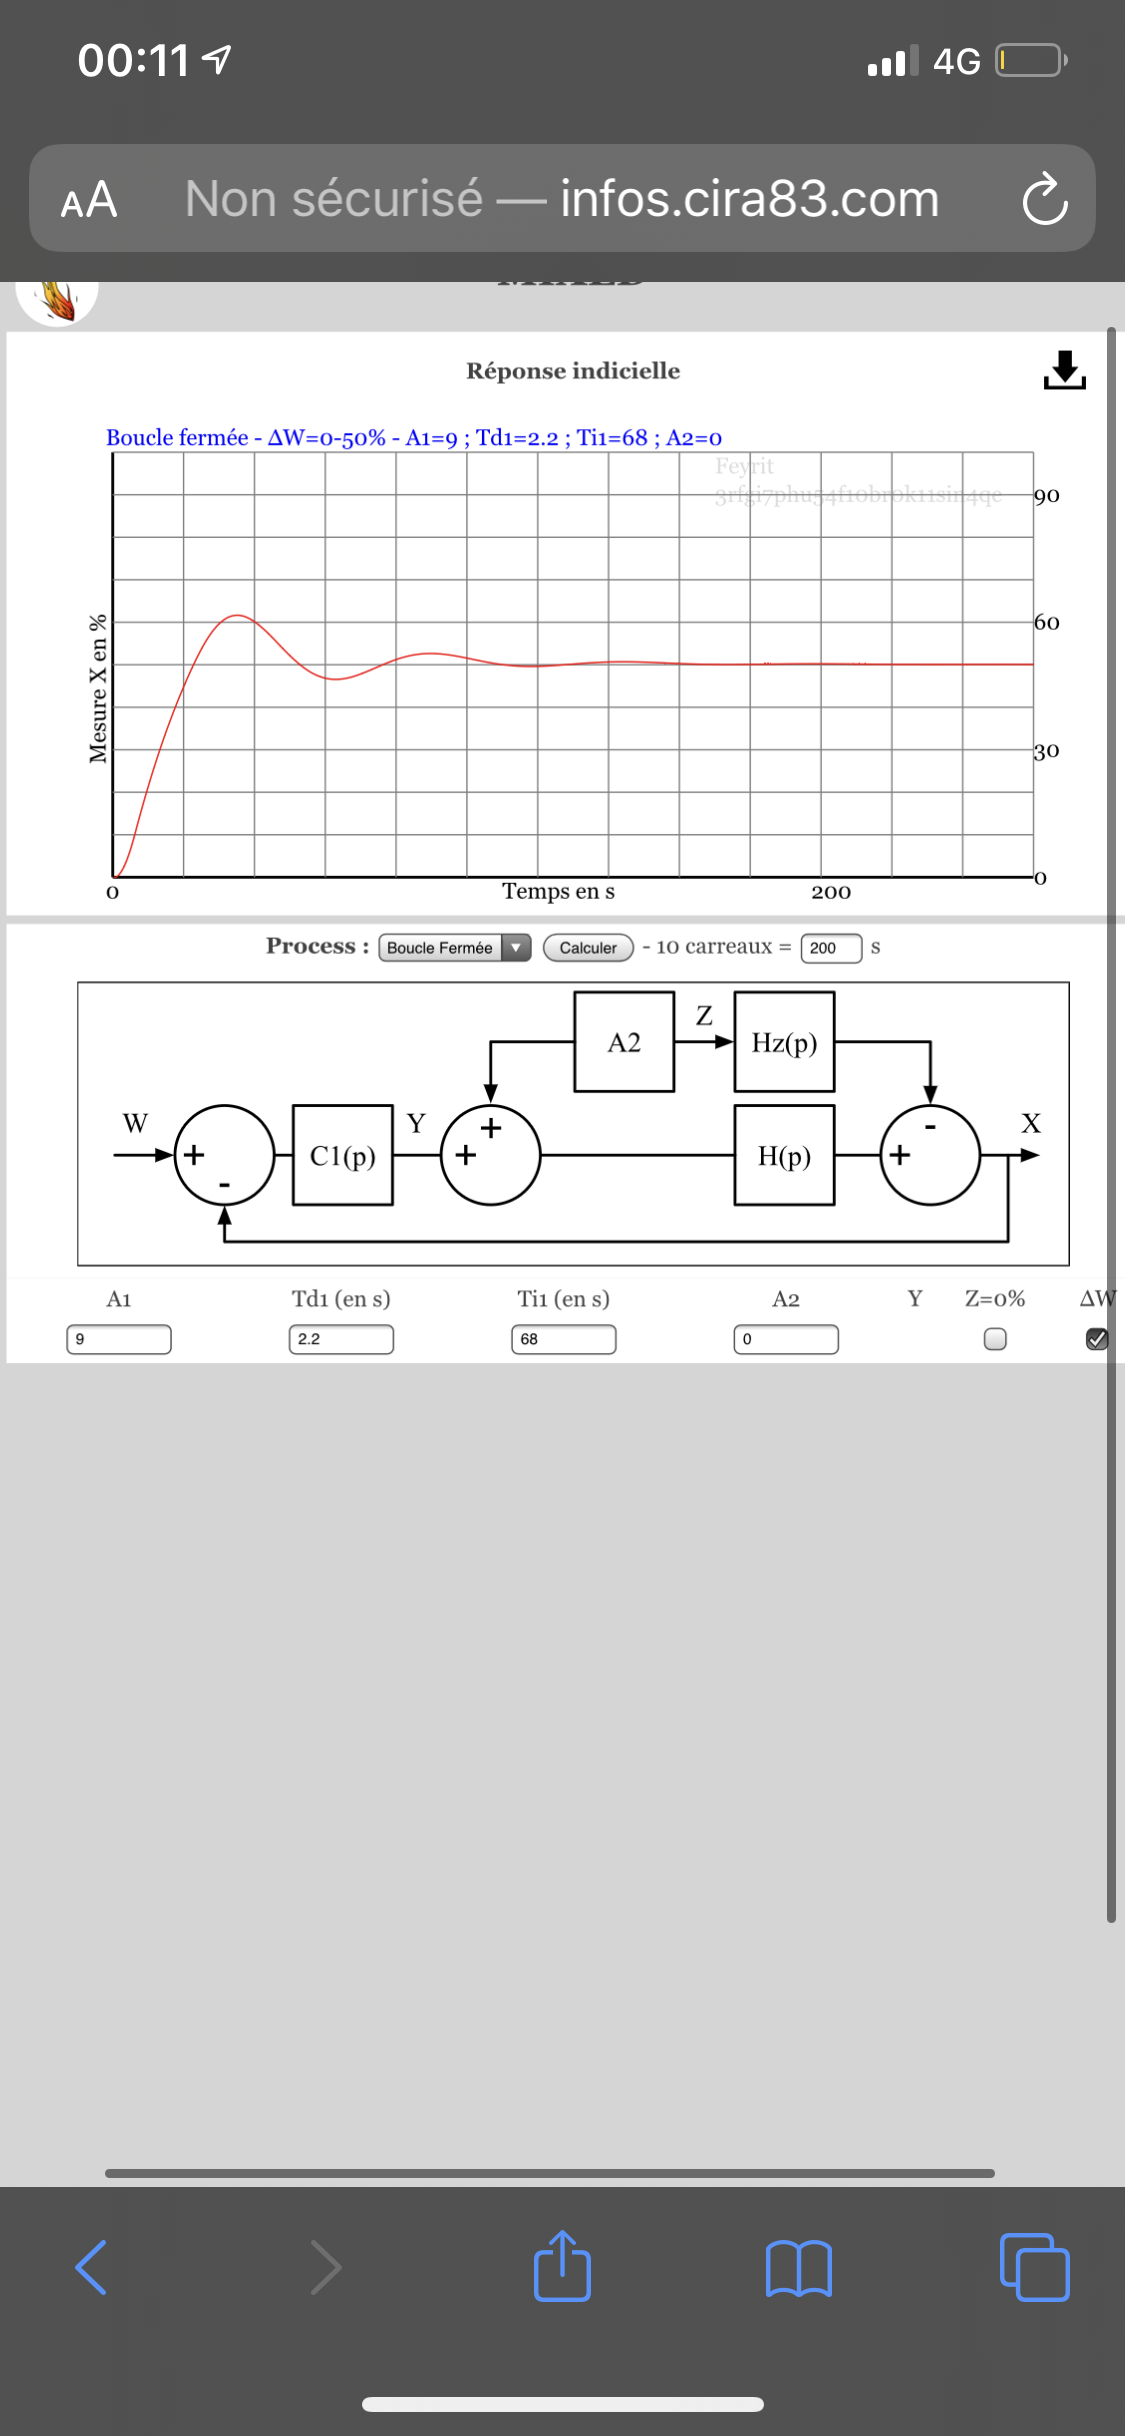 00:11
4G
AA Non sécurisé — infos.cira83.com
Réponse indicielle
Boucle fermée - ΔW=0-50% - A1=9 ; Td1=2.2 ; Ti1=68 ; A2=0
Feyrit
90
60
Mesure X en %
30
0
0 Temps en s 200
Process : Boucle Fermée Calculer - 10 carreaux = 200 s
A2 Z Hz(p)
W + - C1(p) Y + + H(p) + - X
A1 Td1 (en s) Ti1 (en s) A2 Y Z=0% ΔW
9 2.2 68 0